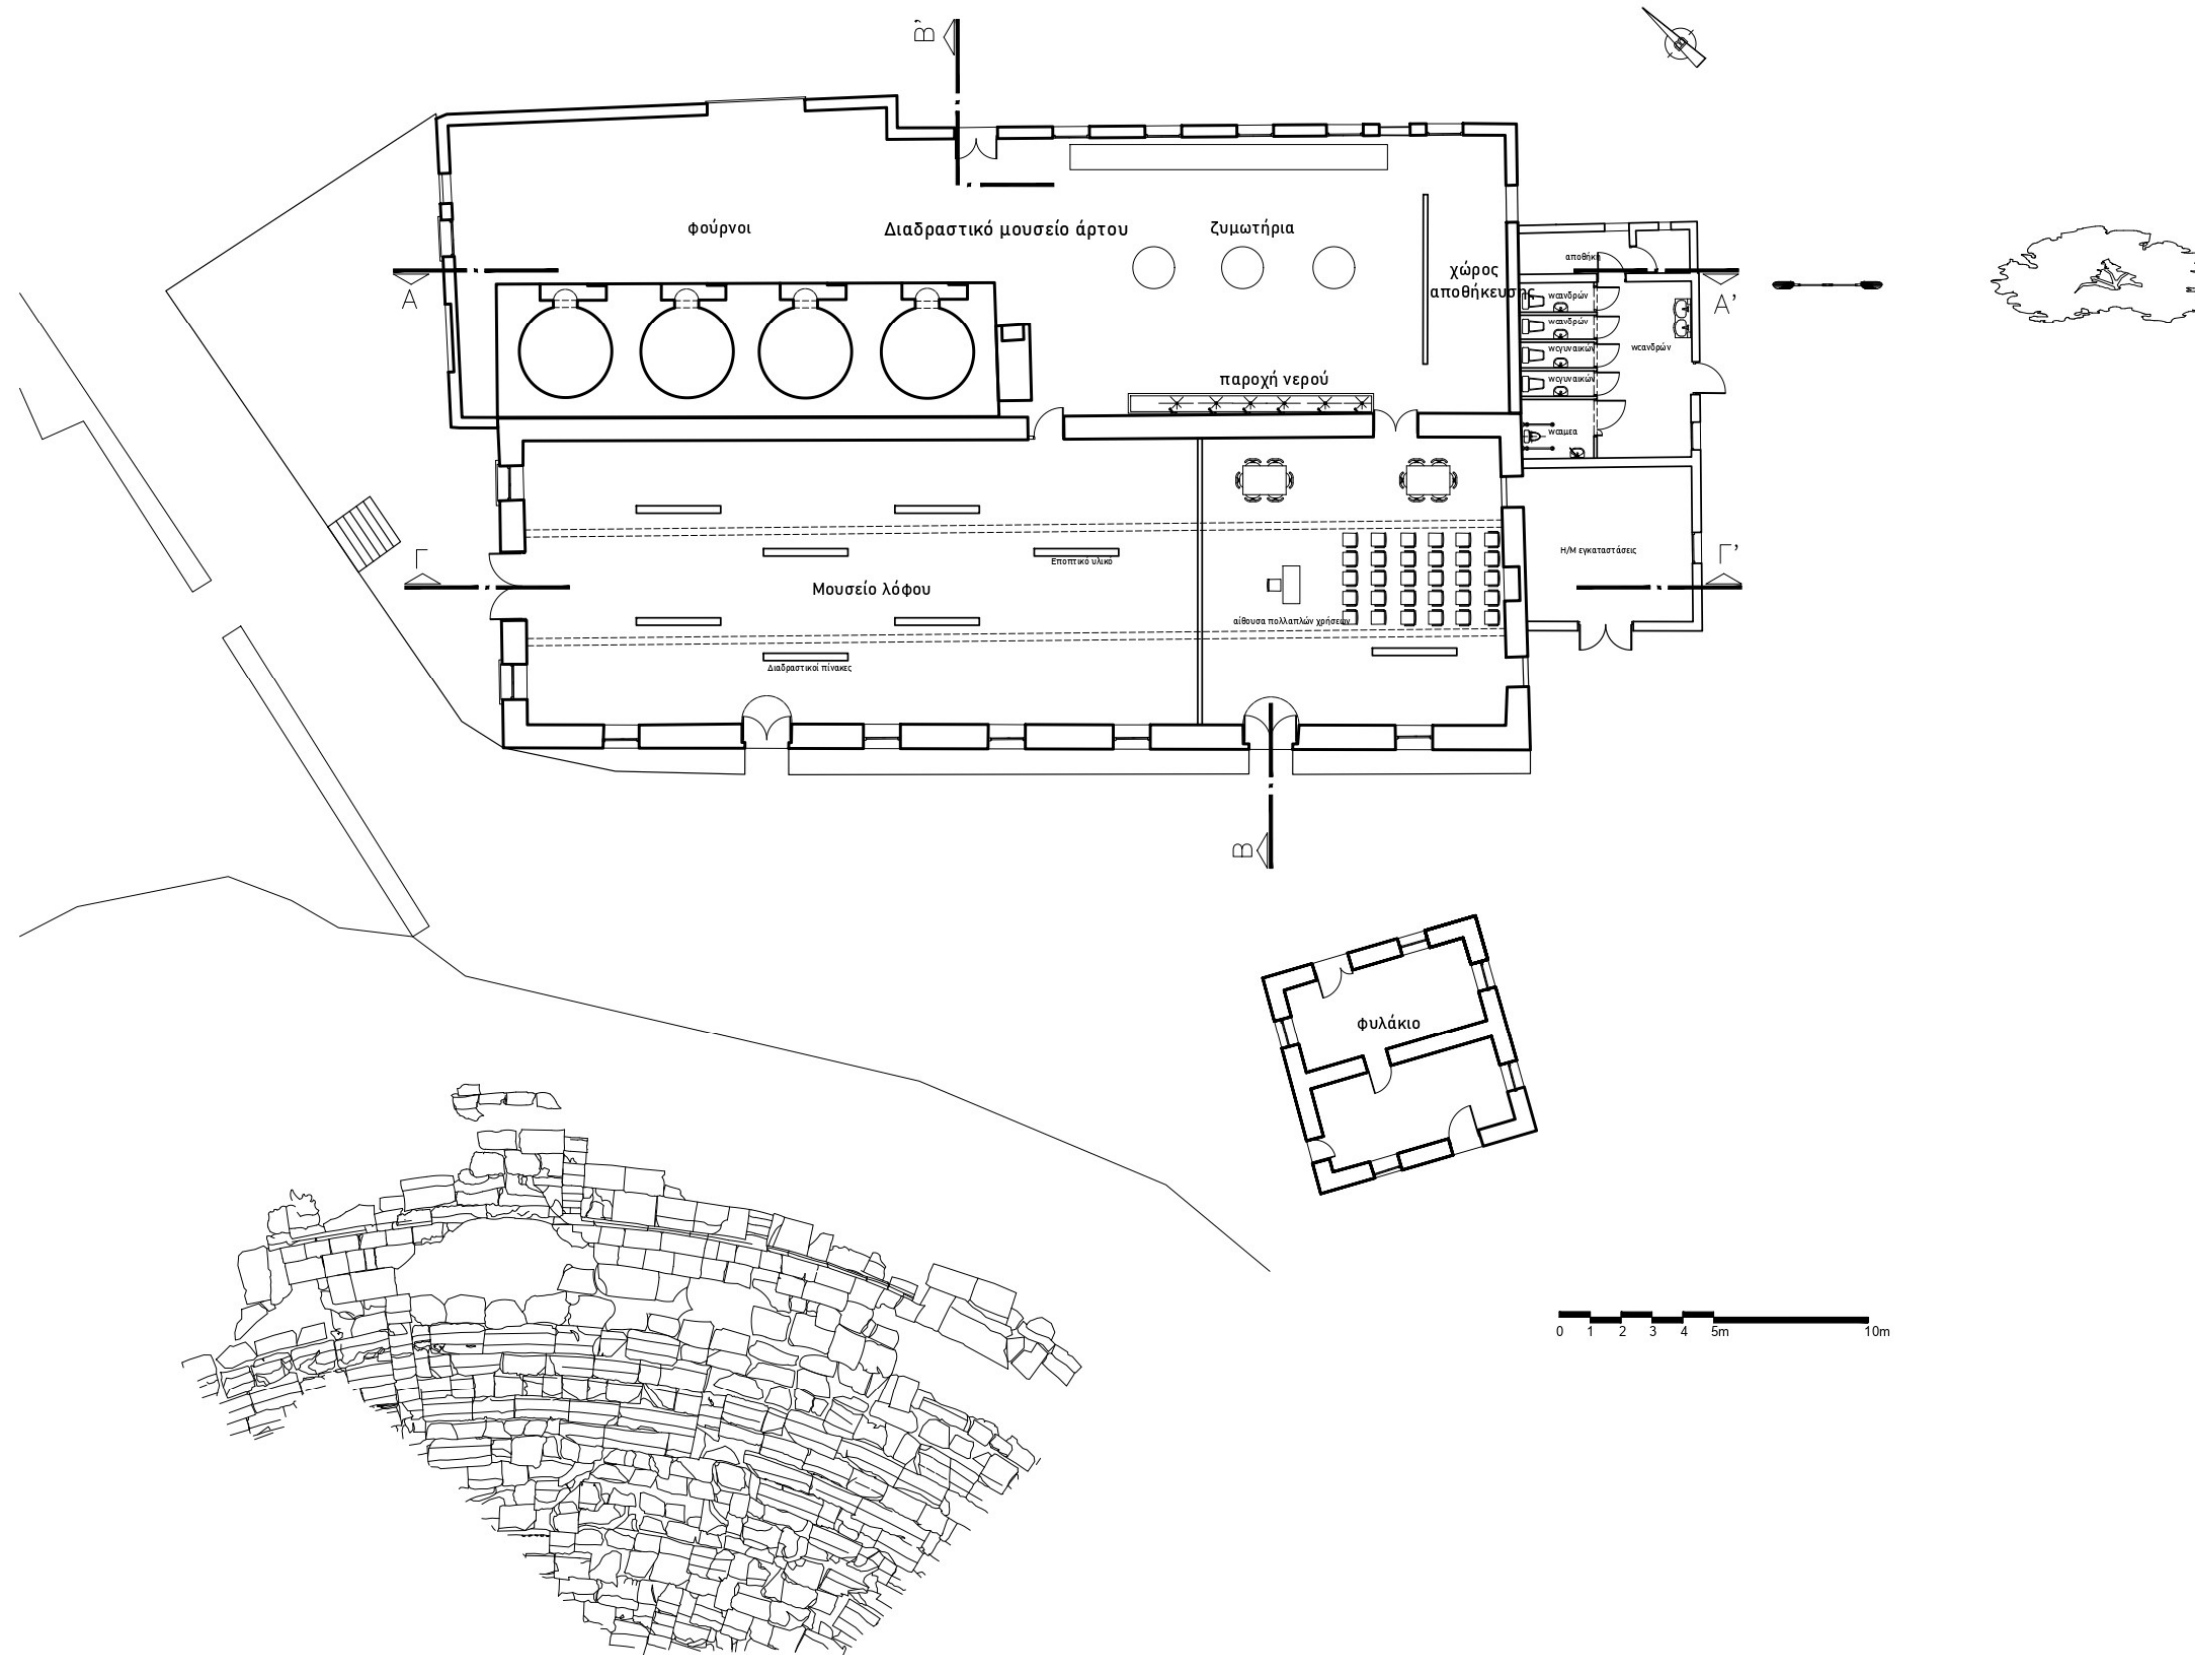 B'
φούρνοι
Διαδραστικό μουσείο άρτου
ζυμωτήρια
αποθήκη
χώρος
αποθήκευσης
A
A'
wcανδρών
wcανδρών
wcγυναικών
wcανδρών
wcγυναικών
παροχή νερού
wcαμεα
Γ
Γ'
Η/Μ εγκαταστάσεις
Εποπτικό υλικό
Μουσείο λόφου
αίθουσα πολλαπλών χρήσεων
Διαδραστικοί πίνακες
B
φυλάκιο
0 1 2 3 4 5m 10m